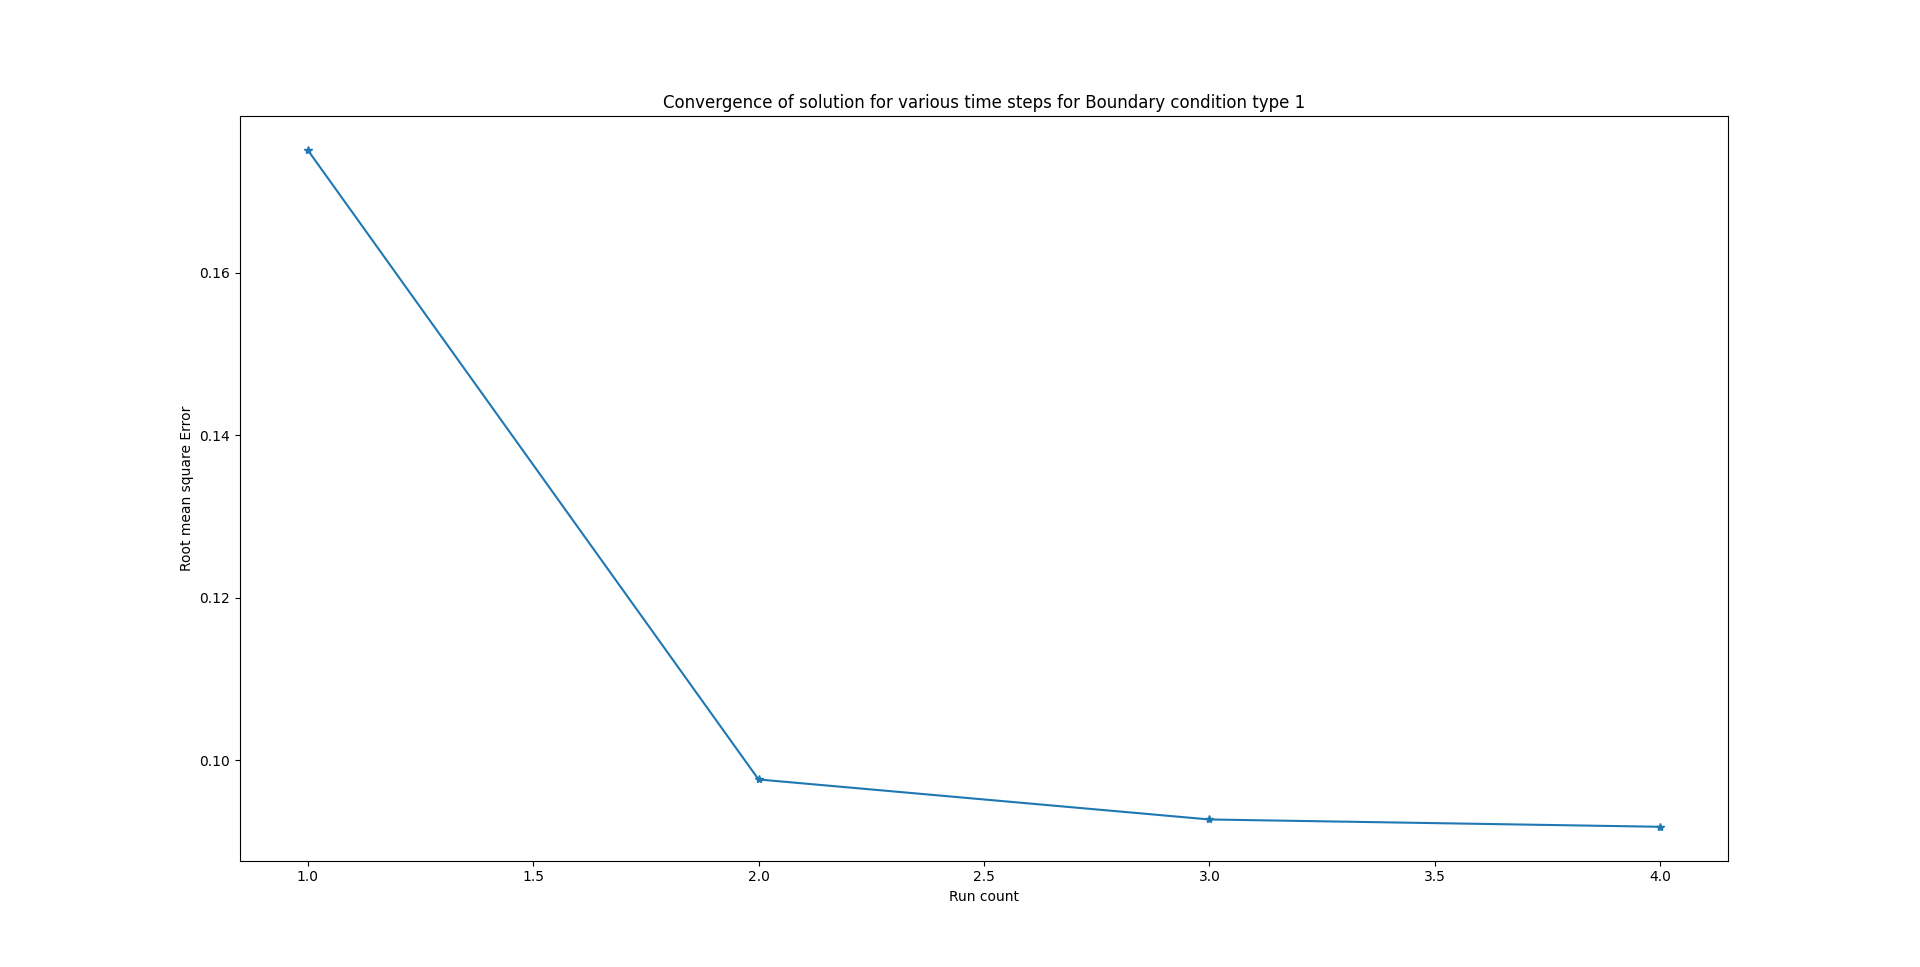 Convergence of solution for various time steps for Boundary condition type 1
Root mean square Error
0.16
0.14
0.12
0.10
1.0 1.5 2.0 2.5 3.0 3.5 4.0
Run count